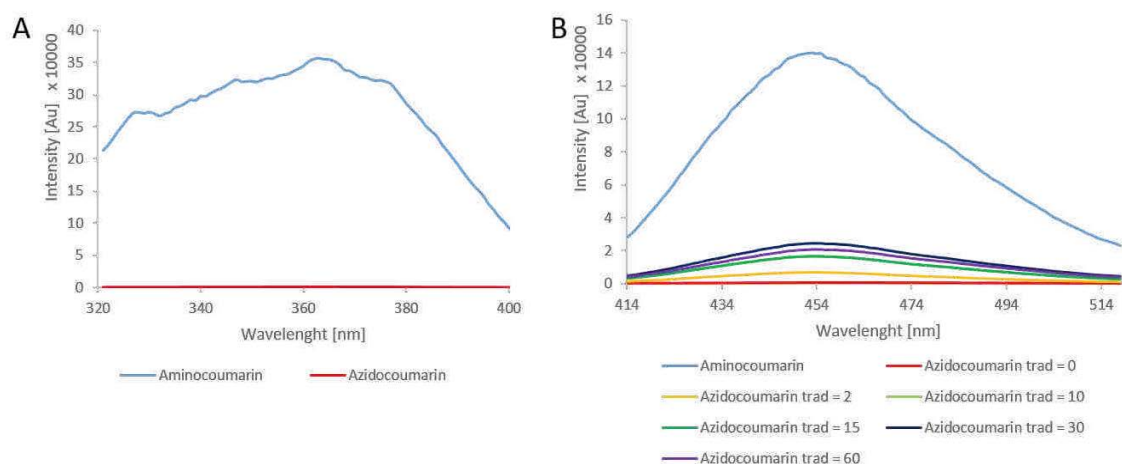 A
Intensity [Au] x 10000
40
35
30
25
20
15
10
5
0
320 340 360 380 400
Wavelenght [nm]
Aminocoumarin Azidocoumarin
B
Intensity [Au] x 10000
16
14
12
10
8
6
4
2
0
414 434 454 474 494 514
Wavelenght [nm]
Aminocoumarin Azidocoumarin trad = 0
Azidocoumarin trad = 2 Azidocoumarin trad = 10
Azidocoumarin trad = 15 Azidocoumarin trad = 30
Azidocoumarin trad = 60